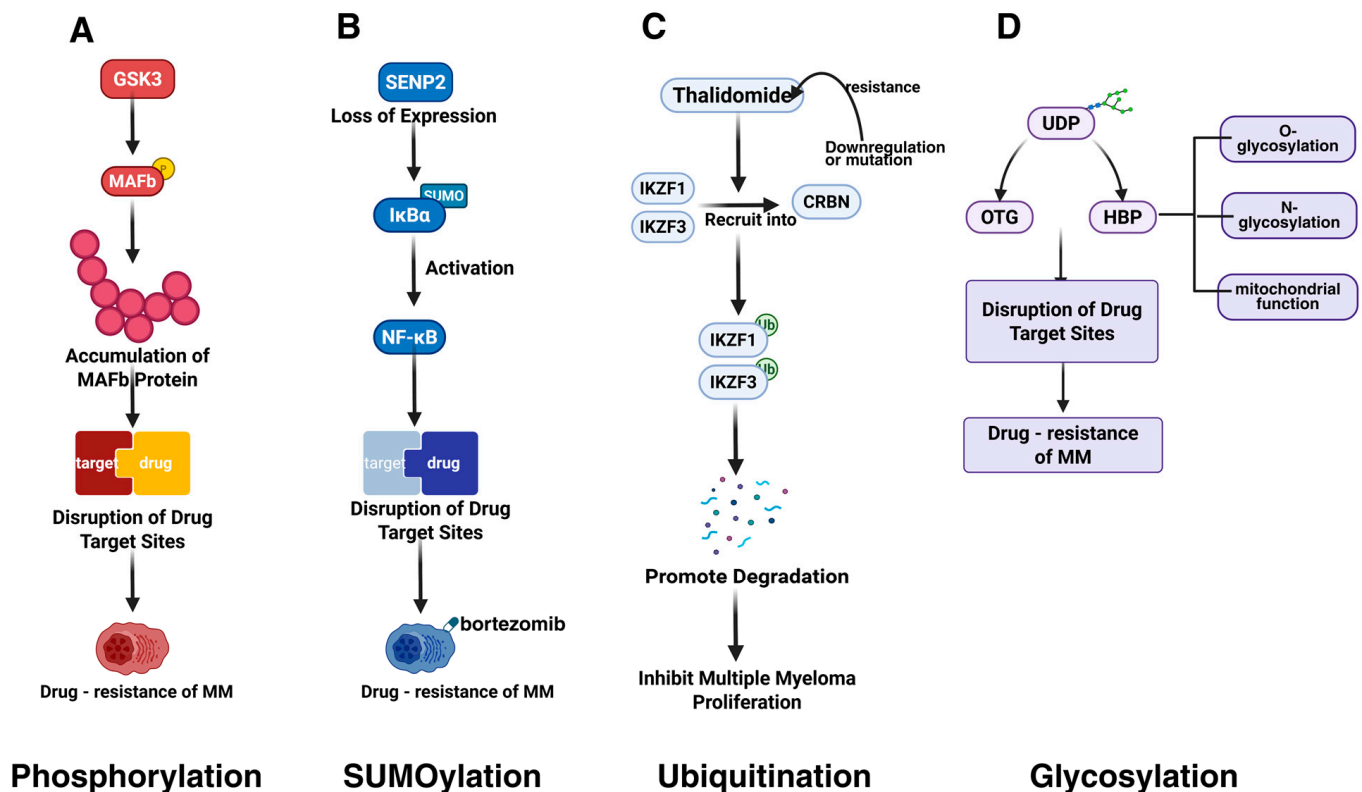 A
GSK3
MAFb
P
Accumulation of
MAFb Protein
target
drug
Disruption of Drug
Target Sites
Drug - resistance of MM
Phosphorylation
B
SENP2
Loss of Expression
SUMO
IκBα
Activation
NF-κB
target
drug
Disruption of Drug
Target Sites
bortezomib
Drug - resistance of MM
SUMOylation
C
Thalidomide
resistance
Downregulation
or mutation
IKZF1
IKZF3
Recruit into
CRBN
IKZF1
Ub
IKZF3
Ub
Promote Degradation
Inhibit Multiple Myeloma
Proliferation
Ubiquitination
D
UDP
OTG
HBP
O-
glycosylation
N-
glycosylation
mitochondrial
function
Disruption of Drug
Target Sites
Drug - resistance
of MM
Glycosylation